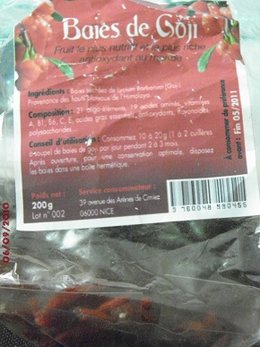 Baies de Goji
Fruit le plus nutritif et le plus riche
antioxydant au monde
Ingrédients : Baies séchées de Lycium Barbarum (Goji)
Provenance des hauts plateaux de l'Himalaya
Composition : 21 oligo-éléments, 19 acides aminés, vitamines
A, B1, B6, C, E, acides gras essentiels, antioxydants, flavonoïdes,
polysaccharides
Conseil d'utilisation : Consommez 10 à 20g (1 à 2 cuillères
à soupe) de baies de goji par jour pendant 2 à 3 mois.
Après ouverture, pour une conservation optimale, disposez
les baies dans une boîte hermétique.
Poids net :
200g
Lot n° 002
Service consommateur :
39 avenue des Arènes de Cimiez
06000 NICE
A consommer de préférence
avant : Fin 05/2011
3 760048 590455
06/09/2010